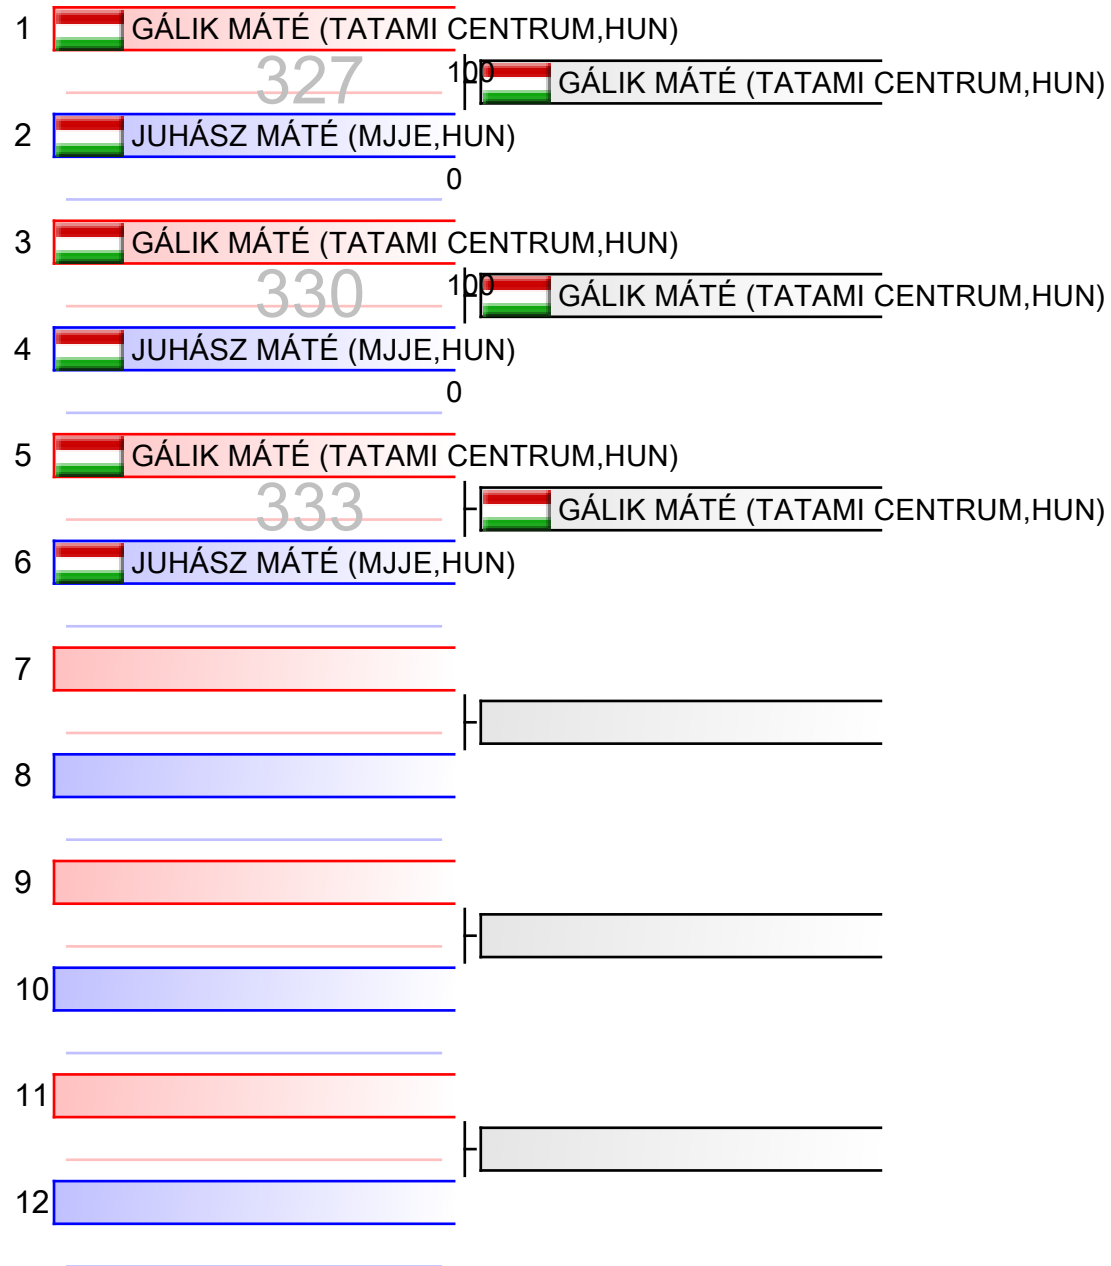 1 GÁLIK MÁTÉ (TATAMI CENTRUM,HUN)
327 100 GÁLIK MÁTÉ (TATAMI CENTRUM,HUN)
2 JUHÁSZ MÁTÉ (MJJE,HUN)
0
3 GÁLIK MÁTÉ (TATAMI CENTRUM,HUN)
330 100 GÁLIK MÁTÉ (TATAMI CENTRUM,HUN)
4 JUHÁSZ MÁTÉ (MJJE,HUN)
0
5 GÁLIK MÁTÉ (TATAMI CENTRUM,HUN)
333 GÁLIK MÁTÉ (TATAMI CENTRUM,HUN)
6 JUHÁSZ MÁTÉ (MJJE,HUN)
7
8
9
10
11
12